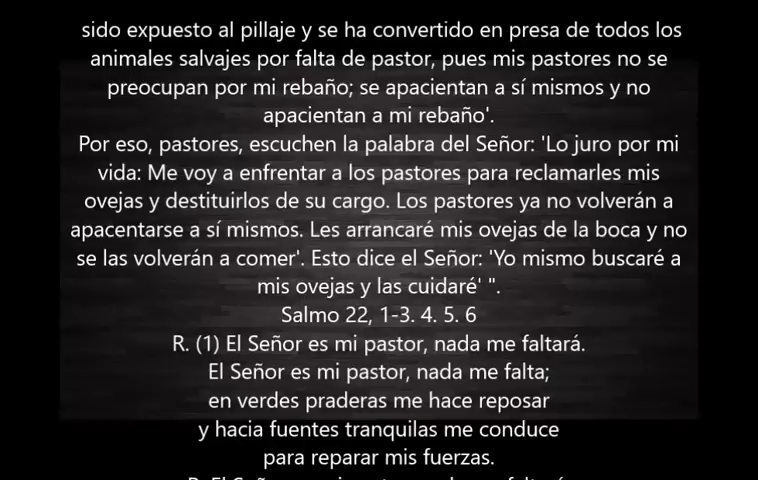 sido expuesto al pillaje y se ha convertido en presa de todos los
animales salvajes por falta de pastor, pues mis pastores no se
preocupan por mi rebaño; se apacientan a sí mismos y no
apacientan a mi rebaño'.
Por eso, pastores, escuchen la palabra del Señor: 'Lo juro por mi
vida: Me voy a enfrentar a los pastores para reclamarles mis
ovejas y destituirlos de su cargo. Los pastores ya no volverán a
apacentarse a sí mismos. Les arrancaré mis ovejas de la boca y no
se las volverán a comer'. Esto dice el Señor: 'Yo mismo buscaré a
mis ovejas y las cuidaré' ".
Salmo 22, 1-3. 4. 5. 6
R. (1) El Señor es mi pastor, nada me faltará.
El Señor es mi pastor, nada me falta;
en verdes praderas me hace reposar
y hacia fuentes tranquilas me conduce
para reparar mis fuerzas.